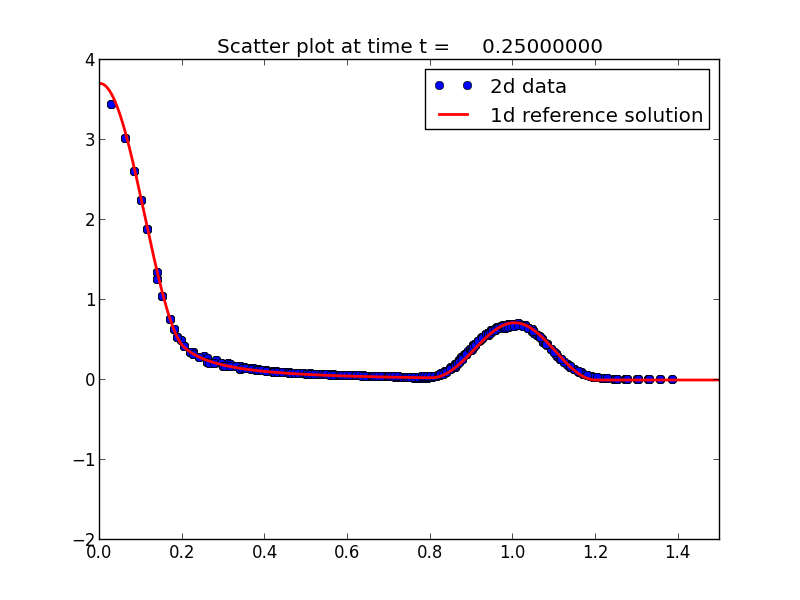 Scatter plot at time t =     0.25000000
4
3
2
1
0
−1
−2
2d data
1d reference solution
0.0 0.2 0.4 0.6 0.8 1.0 1.2 1.4